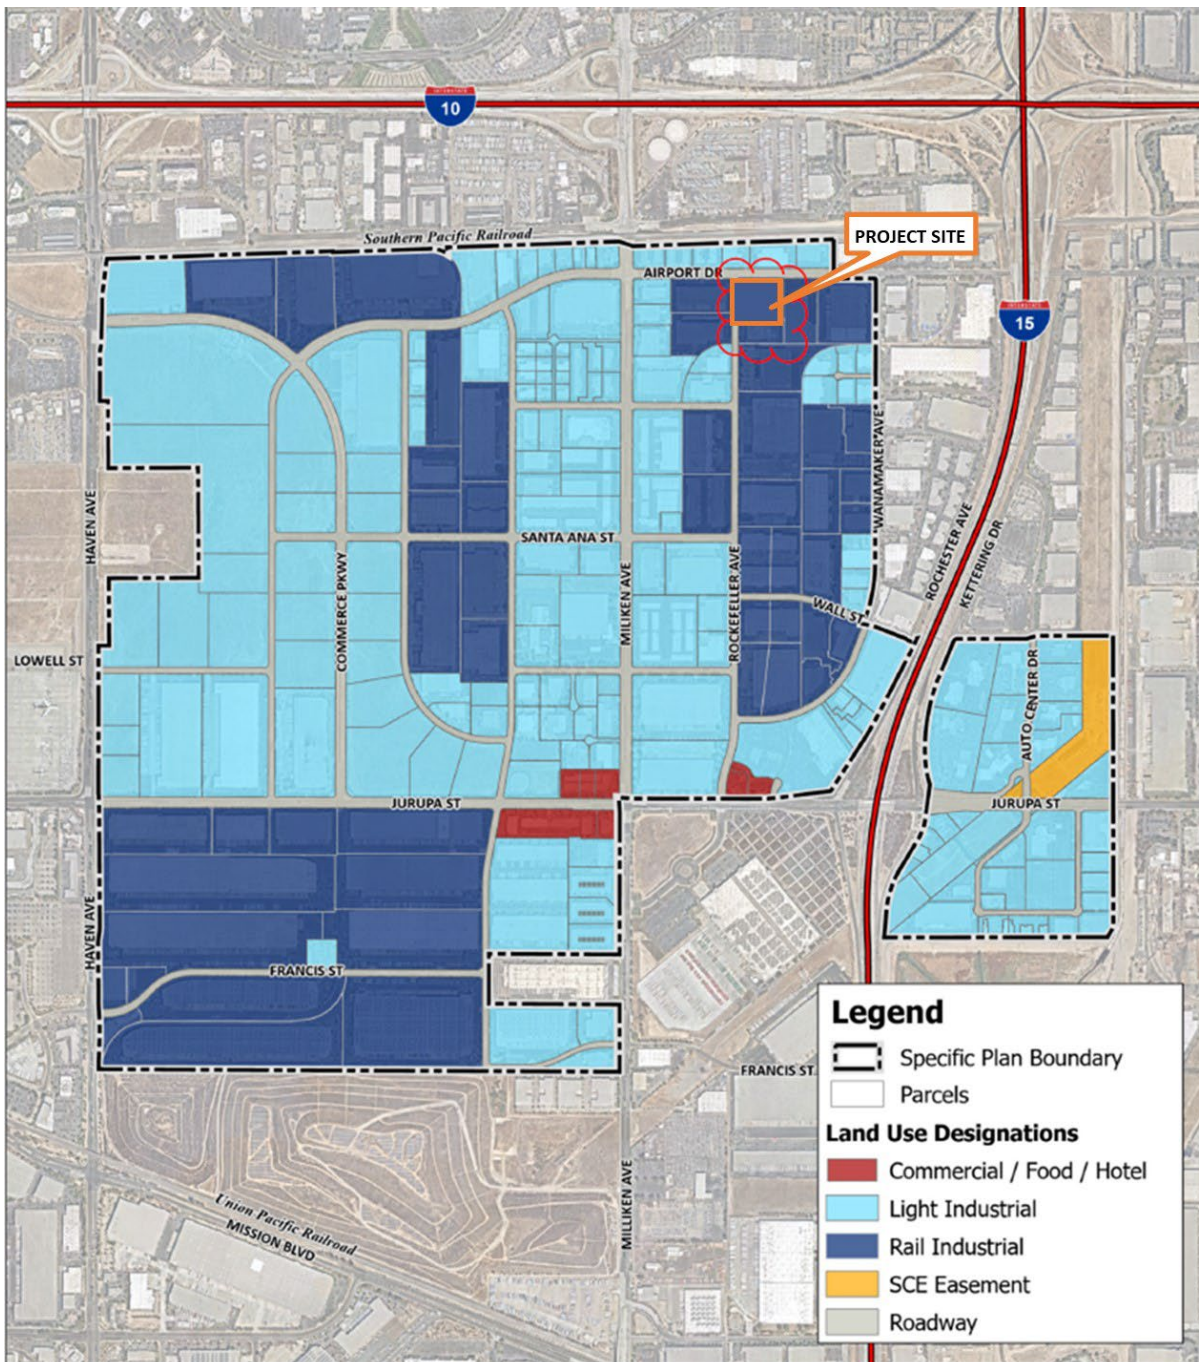 INTERSTATE
10
Southern Pacific Railroad
PROJECT SITE
AIRPORT DR
INTERSTATE
15
HAVEN AVE
WANAMAKER AVE
SANTA ANA ST
ROCHESTER AVE
KETTERING DR
COMMERCE PKWY
MILIKEN AVE
ROCKEFELLER AVE
WALL ST
LOWELL ST
AUTO CENTER DR
JURUPA ST
JURUPA ST
HAVEN AVE
FRANCIS ST
FRANCIS ST
MILLIKEN AVE
Union Pacific Railroad
MISSION BLVD
Legend
Specific Plan Boundary
Parcels
Land Use Designations
Commercial / Food / Hotel
Light Industrial
Rail Industrial
SCE Easement
Roadway